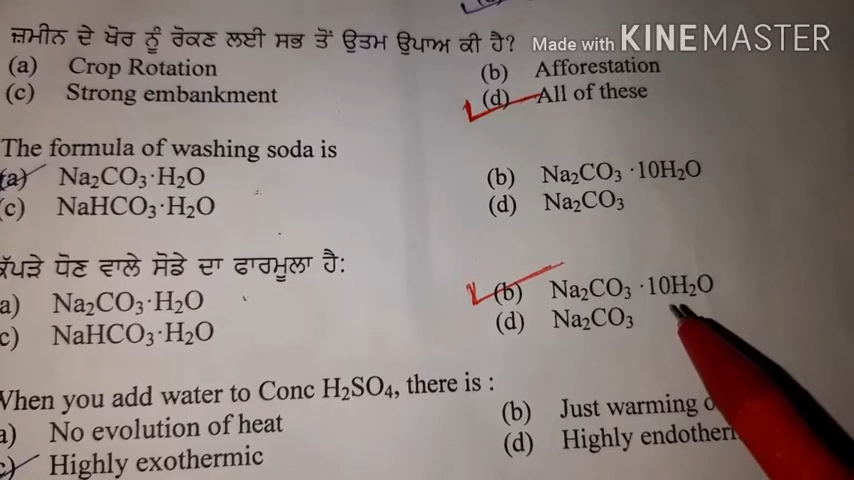 ਜ਼ਮੀਨ ਦੇ ਖੋਰ ਨੂੰ ਰੋਕਣ ਲਈ ਸਭ ਤੋਂ ਉਤਮ ਉਪਾਅ ਕੀ ਹੈ? Made with KINEMASTER
(a) Crop Rotation (b) Afforestation
(c) Strong embankment (d) All of these
The formula of washing soda is
(a) Na₂CO₃·H₂O (b) Na₂CO₃ ·10H₂O
(c) NaHCO₃·H₂O (d) Na₂CO₃
ਕੱਪੜੇ ਧੋਣ ਵਾਲੇ ਸੋਡੇ ਦਾ ਫਾਰਮੂਲਾ ਹੈ:
a) Na₂CO₃·H₂O (b) Na₂CO₃ ·10H₂O
c) NaHCO₃·H₂O (d) Na₂CO₃
When you add water to Conc H₂SO₄, there is :
a) No evolution of heat (b) Just warming
c) Highly exothermic (d) Highly